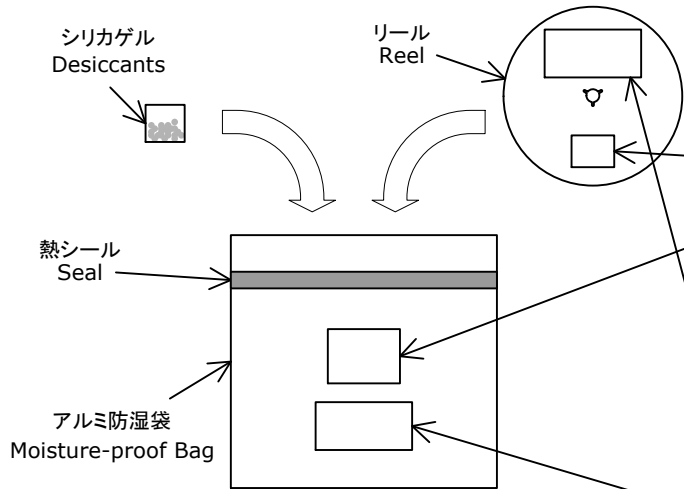 シリカゲル
Desiccants
リール
Reel
熱シール
Seal
アルミ防湿袋
Moisture-proof Bag